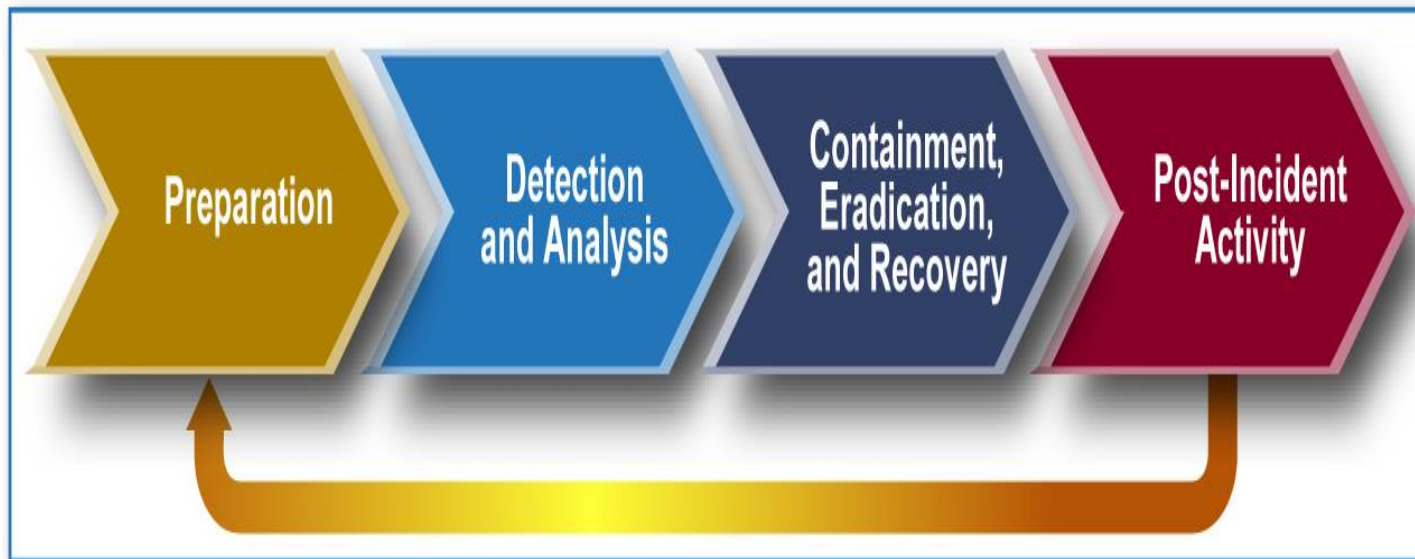 Preparation
Detection
and Analysis
Containment,
Eradication,
and Recovery
Post-Incident
Activity